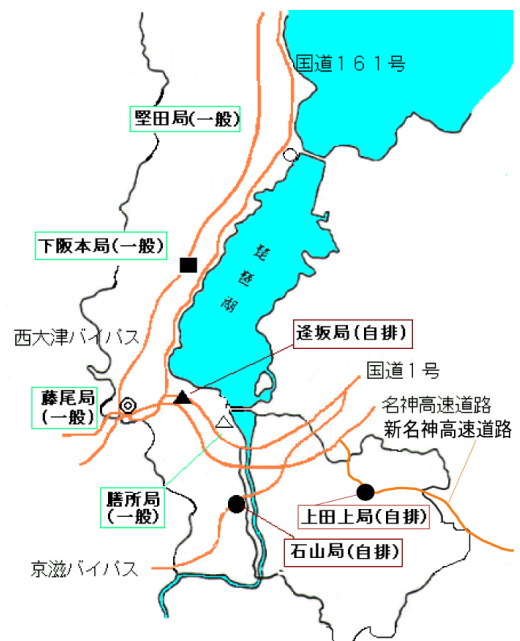 国道161号
堅田局(一般)
下阪本局(一般)
琵琶湖
西大津バイパス
逢坂局(自排)
国道1号
藤尾局
(一般)
名神高速道路
新名神高速道路
膳所局
(一般)
上田上局(自排)
石山局(自排)
京滋バイパス